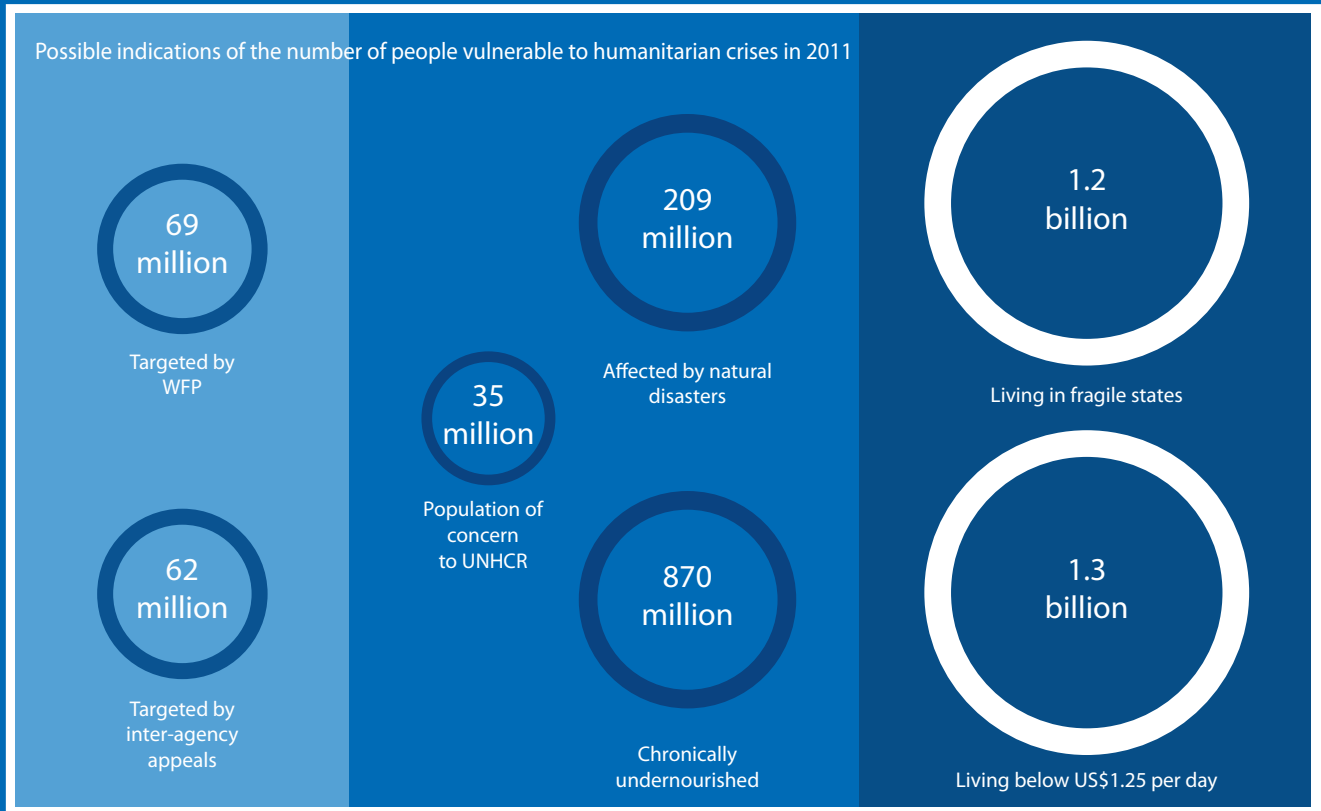 Possible indications of the number of people vulnerable to humanitarian crises in 2011
69
million
Targeted by
WFP
62
million
Targeted by
inter-agency
appeals
35
million
Population of
concern
to UNHCR
209
million
Affected by natural
disasters
870
million
Chronically
undernourished
1.2
billion
Living in fragile states
1.3
billion
Living below US$1.25 per day